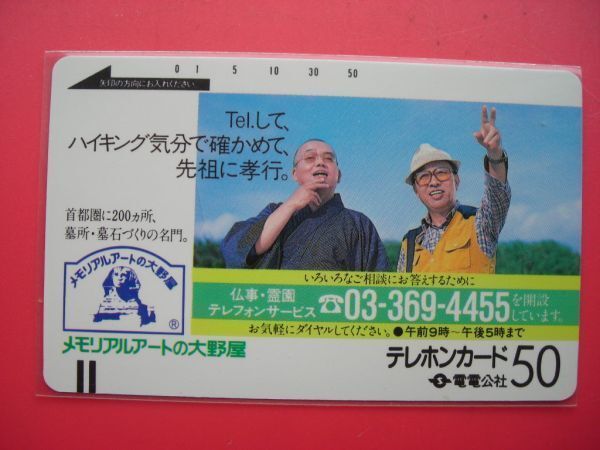 0 1 5 10 30 50
矢印の方向にお入れください
Tel.して、
ハイキング気分で確かめて、
先祖に孝行。
首都圏に200ヵ所、
墓所・墓石づくりの名門。
メモリアルアートの大野屋
®
メモリアルアートの大野屋
いろいろなご相談にお答えするために
仏事・霊園
テレフォンサービス
☎03-369-4455
を開設
しています。
お気軽にダイヤルしてください。●午前9時〜午後5時まで
テレホンカード
電電公社
50